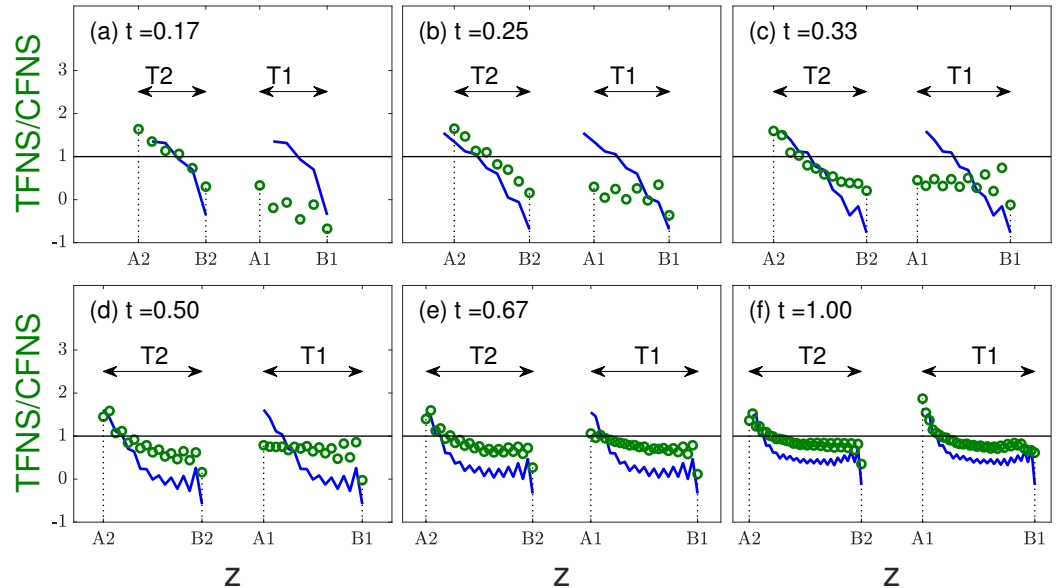 (a) t =0.17
(b) t =0.25
(c) t =0.33
TFNS/CFNS
3
2
1
0
-1
T2
T1
T2
T1
T2
T1
A2
B2
A1
B1
A2
B2
A1
B1
A2
B2
A1
B1
(d) t =0.50
(e) t =0.67
(f) t =1.00
TFNS/CFNS
3
2
1
0
-1
T2
T1
T2
T1
T2
T1
A2
B2
A1
B1
A2
B2
A1
B1
A2
B2
A1
B1
z
z
z